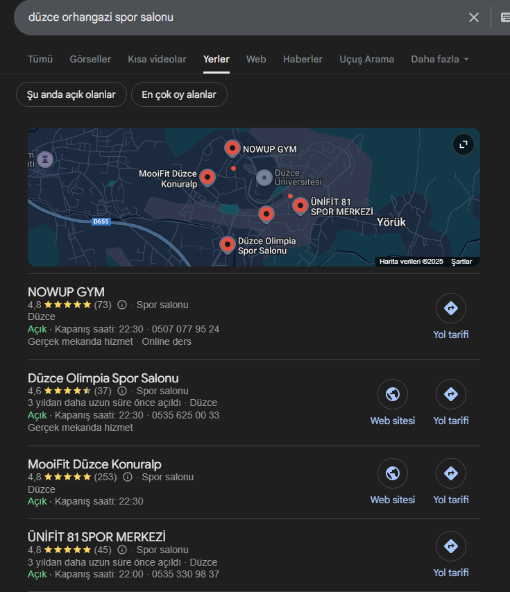 düzce orhangazi spor salonu
Tümü Görseller Kısa videolar Yerler Web Haberler Uçuş Arama Daha fazla
Şu anda açık olanlar En çok oy alanlar
NOWUP GYM
MooiFit Düzce
Konuralp
Düzce
Üniversitesi
ÜNİFİT 81
SPOR MERKEZİ
Yörük
D655
Düzce Olimpia
Spor Salonu
Harita verileri ©2025 Şartlar
NOWUP GYM
4,8 (73) · Spor salonu
Düzce
Açık · Kapanış saati: 22:30 · 0507 077 95 24
Gerçek mekanda hizmet · Online ders
Yol tarifi
Düzce Olimpia Spor Salonu
4,6 (37) · Spor salonu
3 yıldan daha uzun süre önce açıldı · Düzce
Açık · Kapanış saati: 22:30 · 0535 625 00 33
Gerçek mekanda hizmet
Web sitesi Yol tarifi
MooiFit Düzce Konuralp
4,8 (253) · Spor salonu
Düzce
Açık · Kapanış saati: 22:30
Web sitesi Yol tarifi
ÜNİFİT 81 SPOR MERKEZİ
4,8 (45) · Spor salonu
3 yıldan daha uzun süre önce açıldı · Düzce
Açık · Kapanış saati: 22:00 · 0535 330 98 37
Yol tarifi